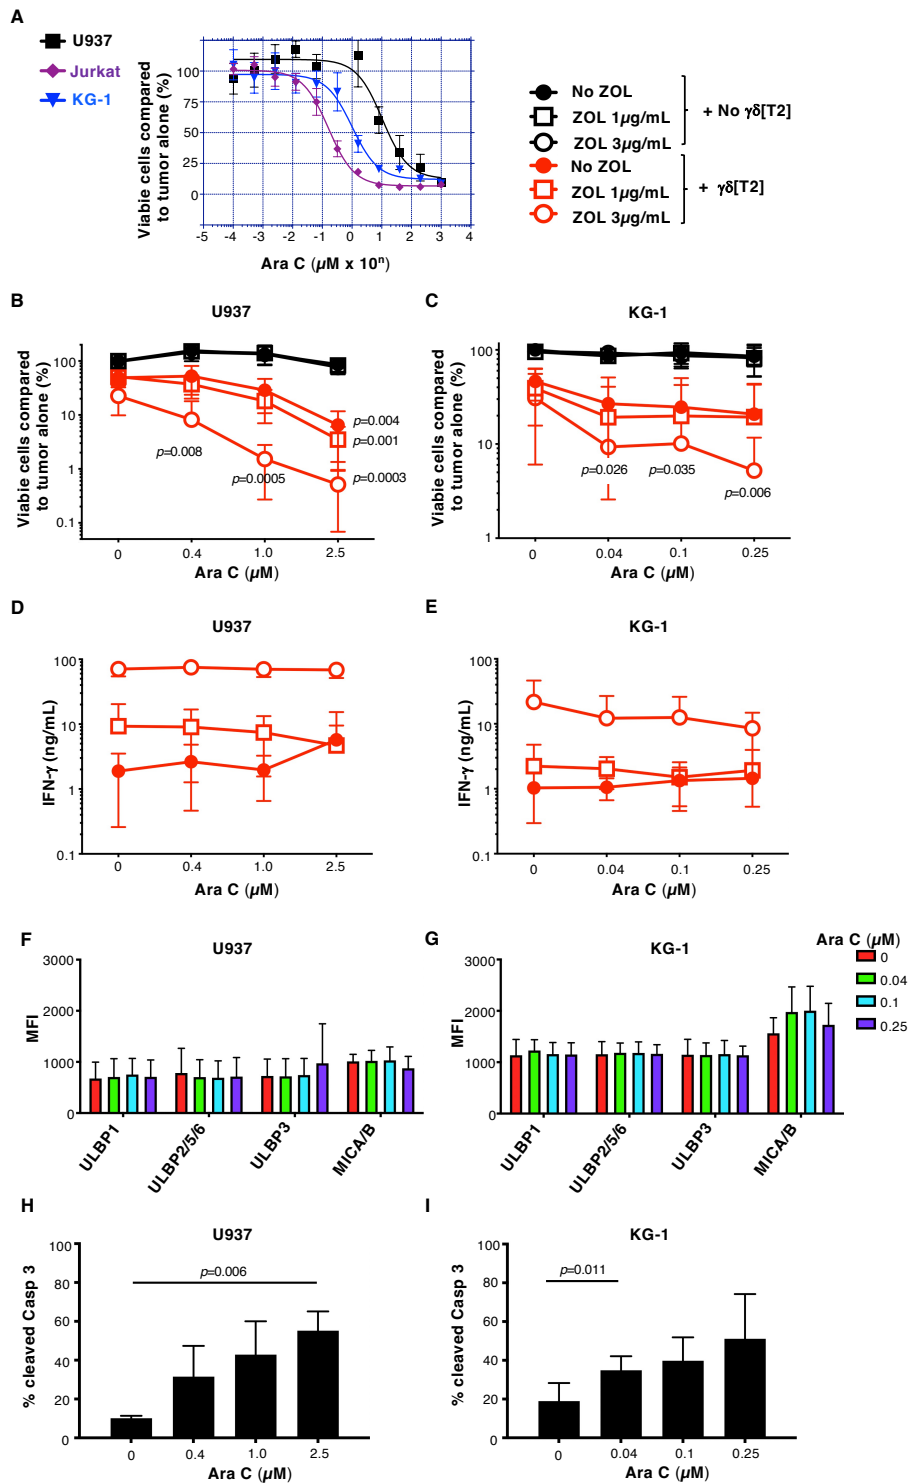 A
U937
Jurkat
KG-1
Viable cells compared
to tumor alone (%)
100
75
50
25
0
-5 -4 -3 -2 -1 0 1 2 3 4
Ara C (µM x 10ⁿ)
No ZOL
ZOL 1µg/mL
ZOL 3µg/mL
+ No γδ[T2]
No ZOL
ZOL 1µg/mL
ZOL 3µg/mL
+ γδ[T2]
B
U937
Viable cells compared
to tumor alone (%)
100
10
1
0.1
p=0.008
p=0.0005
p=0.004
p=0.001
p=0.0003
0 0.4 1.0 2.5
Ara C (µM)
C
KG-1
Viable cells compared
to tumor alone (%)
100
10
1
p=0.026
p=0.035
p=0.006
0 0.04 0.1 0.25
Ara C (µM)
D
U937
IFN-γ (ng/mL)
100
10
1
0.1
0 0.4 1.0 2.5
Ara C (µM)
E
KG-1
IFN-γ (ng/mL)
100
10
1
0.1
0 0.04 0.1 0.25
Ara C (µM)
F
U937
MFI
3000
2000
1000
0
ULBP1
ULBP2/5/6
ULBP3
MICA/B
G
KG-1
MFI
3000
2000
1000
0
ULBP1
ULBP2/5/6
ULBP3
MICA/B
Ara C (µM)
0
0.04
0.1
0.25
H
U937
% cleaved Casp 3
100
80
60
40
20
0
p=0.006
0 0.4 1.0 2.5
Ara C (µM)
I
KG-1
% cleaved Casp 3
100
80
60
40
20
0
p=0.011
0 0.04 0.1 0.25
Ara C (µM)